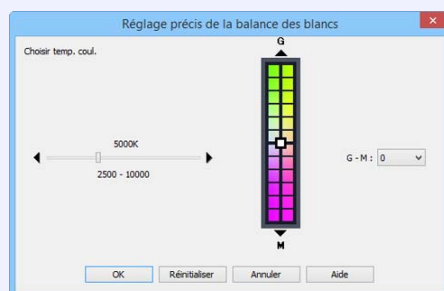 Réglage précis de la balance des blancs
Choisir temp. coul.
G
5000K
2500 - 10000
G - M : 0
M
OK Réinitialiser Annuler Aide